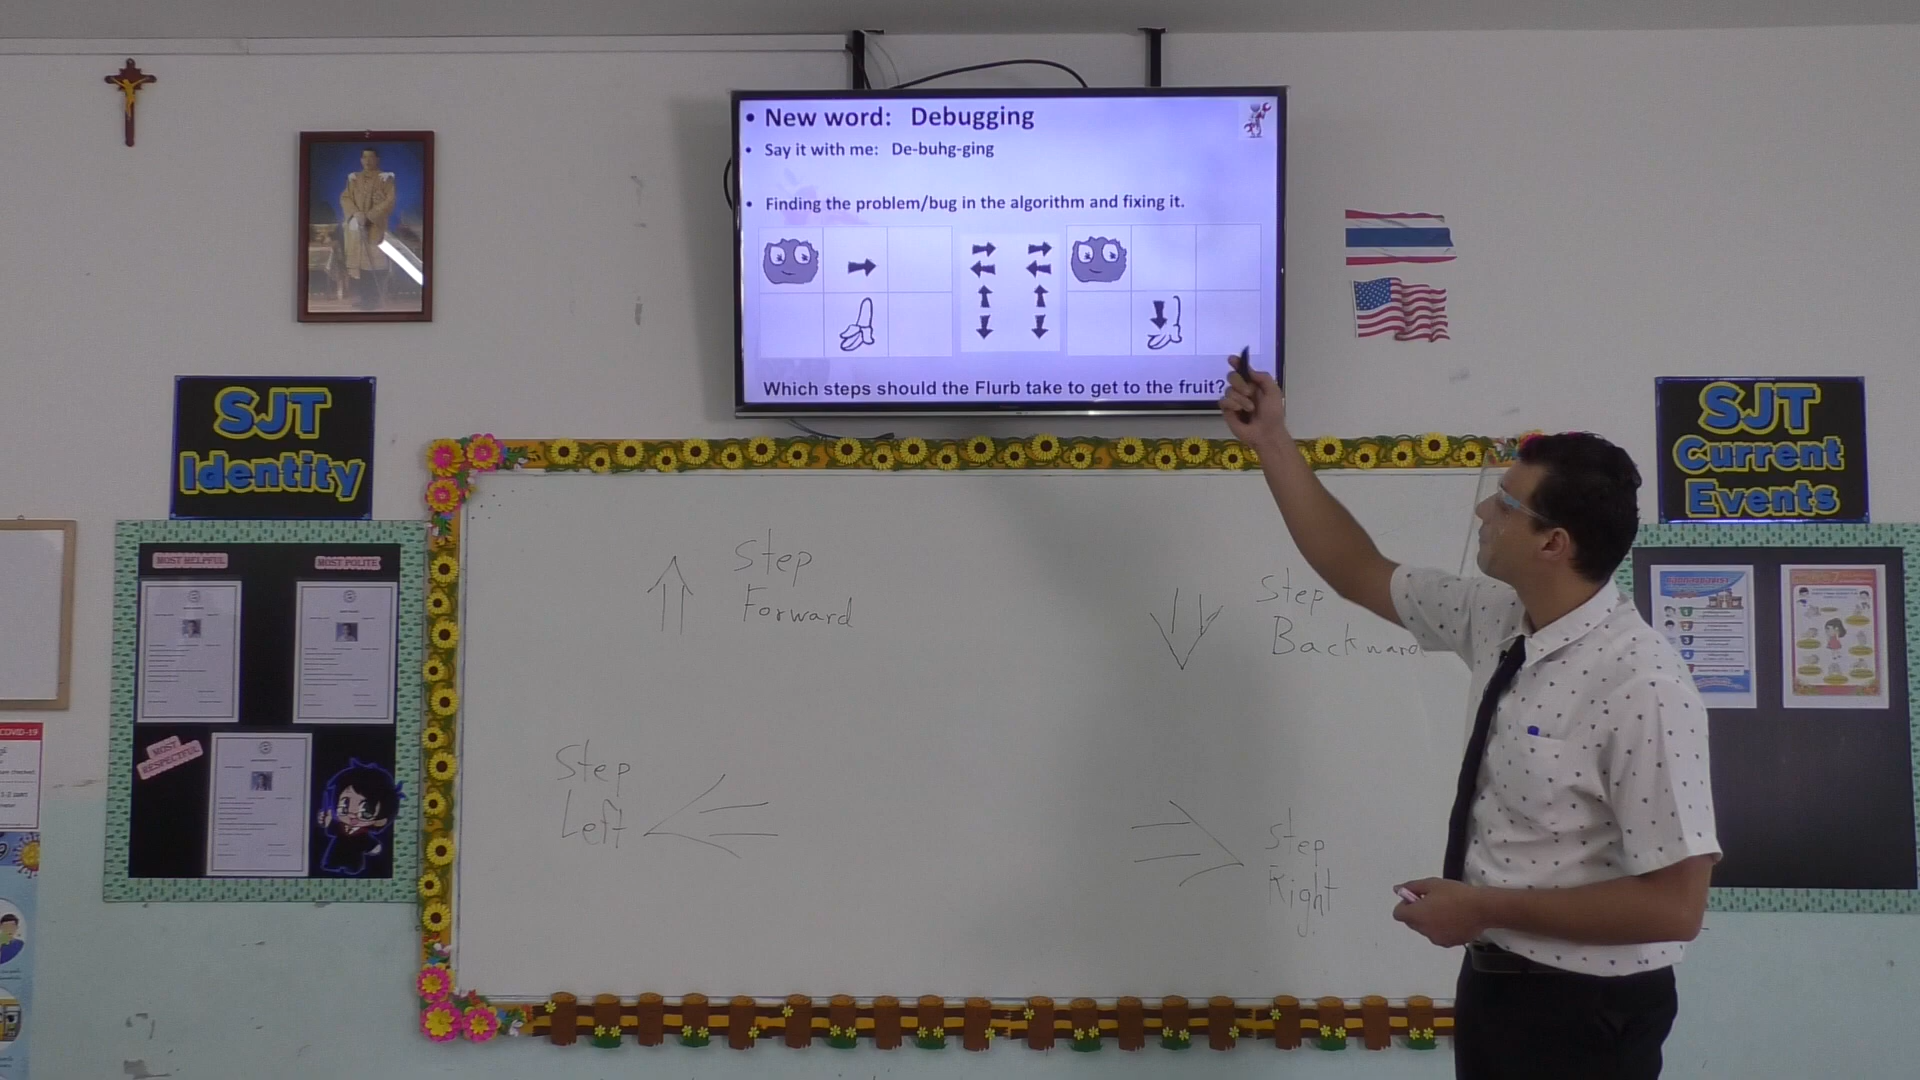 • New word: Debugging
• Say it with me: De-buhg-ging
• Finding the problem/bug in the algorithm and fixing it.
Which steps should the Flurb take to get to the fruit?
SJT
Identity
SJT
Current
Events
MOST HELPFUL
MOST POLITE
MOST
RESPECTFUL
Step
Forward
Step
Backward
Step
Left
Step
Right
COVID-19